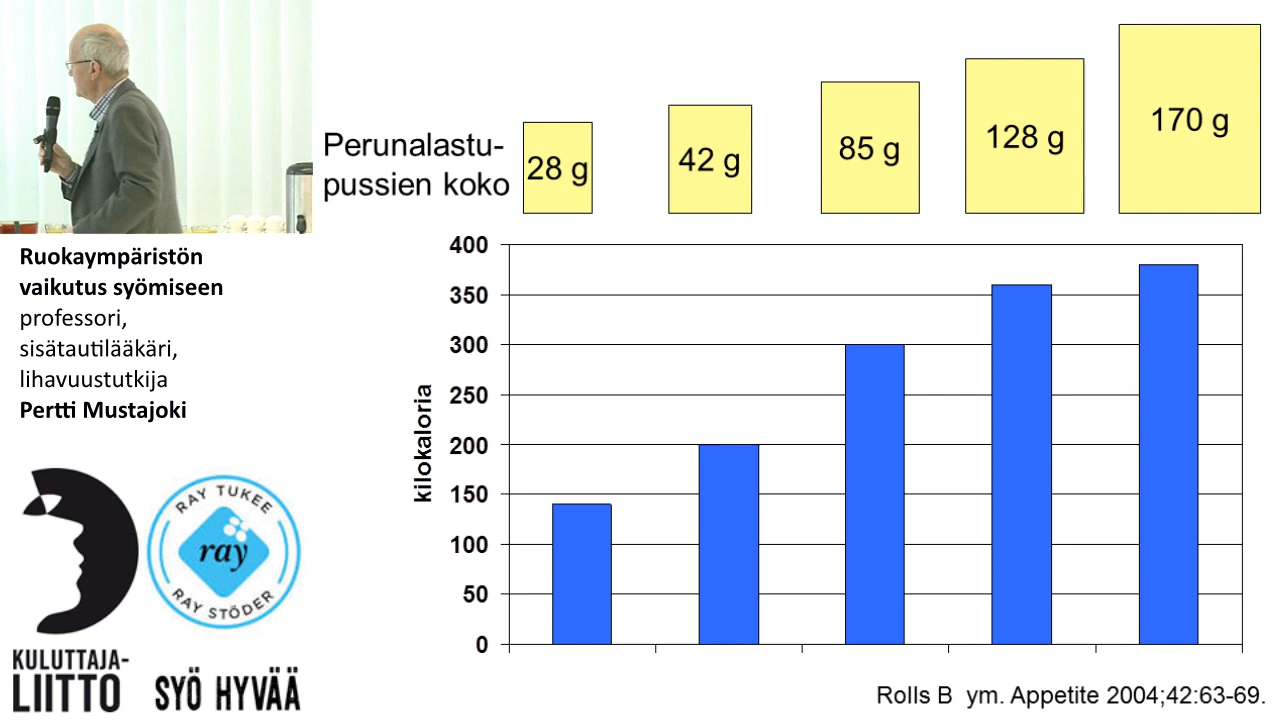 Perunalastu-
pussien koko
28 g
42 g
85 g
128 g
170 g
Ruokaympäristön
vaikutus syömiseen
professori,
sisätautilääkäri,
lihavuustutkija
Pertti Mustajoki
RAY TUKEE
ray
RAY STÖDER
KULUTTAJA-
LIITTO
SYÖ HYVÄÄ
kilokaloria
400
350
300
250
200
150
100
50
0
Rolls B ym. Appetite 2004;42:63-69.